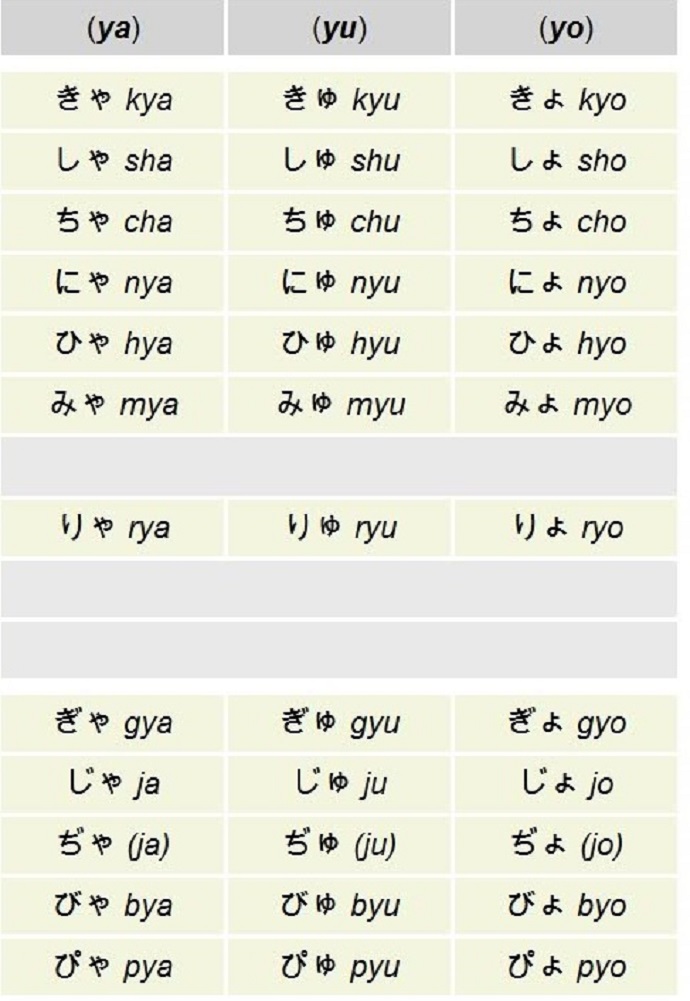 (ya) (yu) (yo)
きゃ kya きゅ kyu きょ kyo
しゃ sha しゅ shu しょ sho
ちゃ cha ちゅ chu ちょ cho
にゃ nya にゅ nyu にょ nyo
ひゃ hya ひゅ hyu ひょ hyo
みゃ mya みゅ myu みょ myo
りゃ rya りゅ ryu りょ ryo
ぎゃ gya ぎゅ gyu ぎょ gyo
じゃ ja じゅ ju じょ jo
ぢゃ (ja) ぢゅ (ju) ぢょ (jo)
びゃ bya びゅ byu びょ byo
ぴゃ pya ぴゅ pyu ぴょ pyo